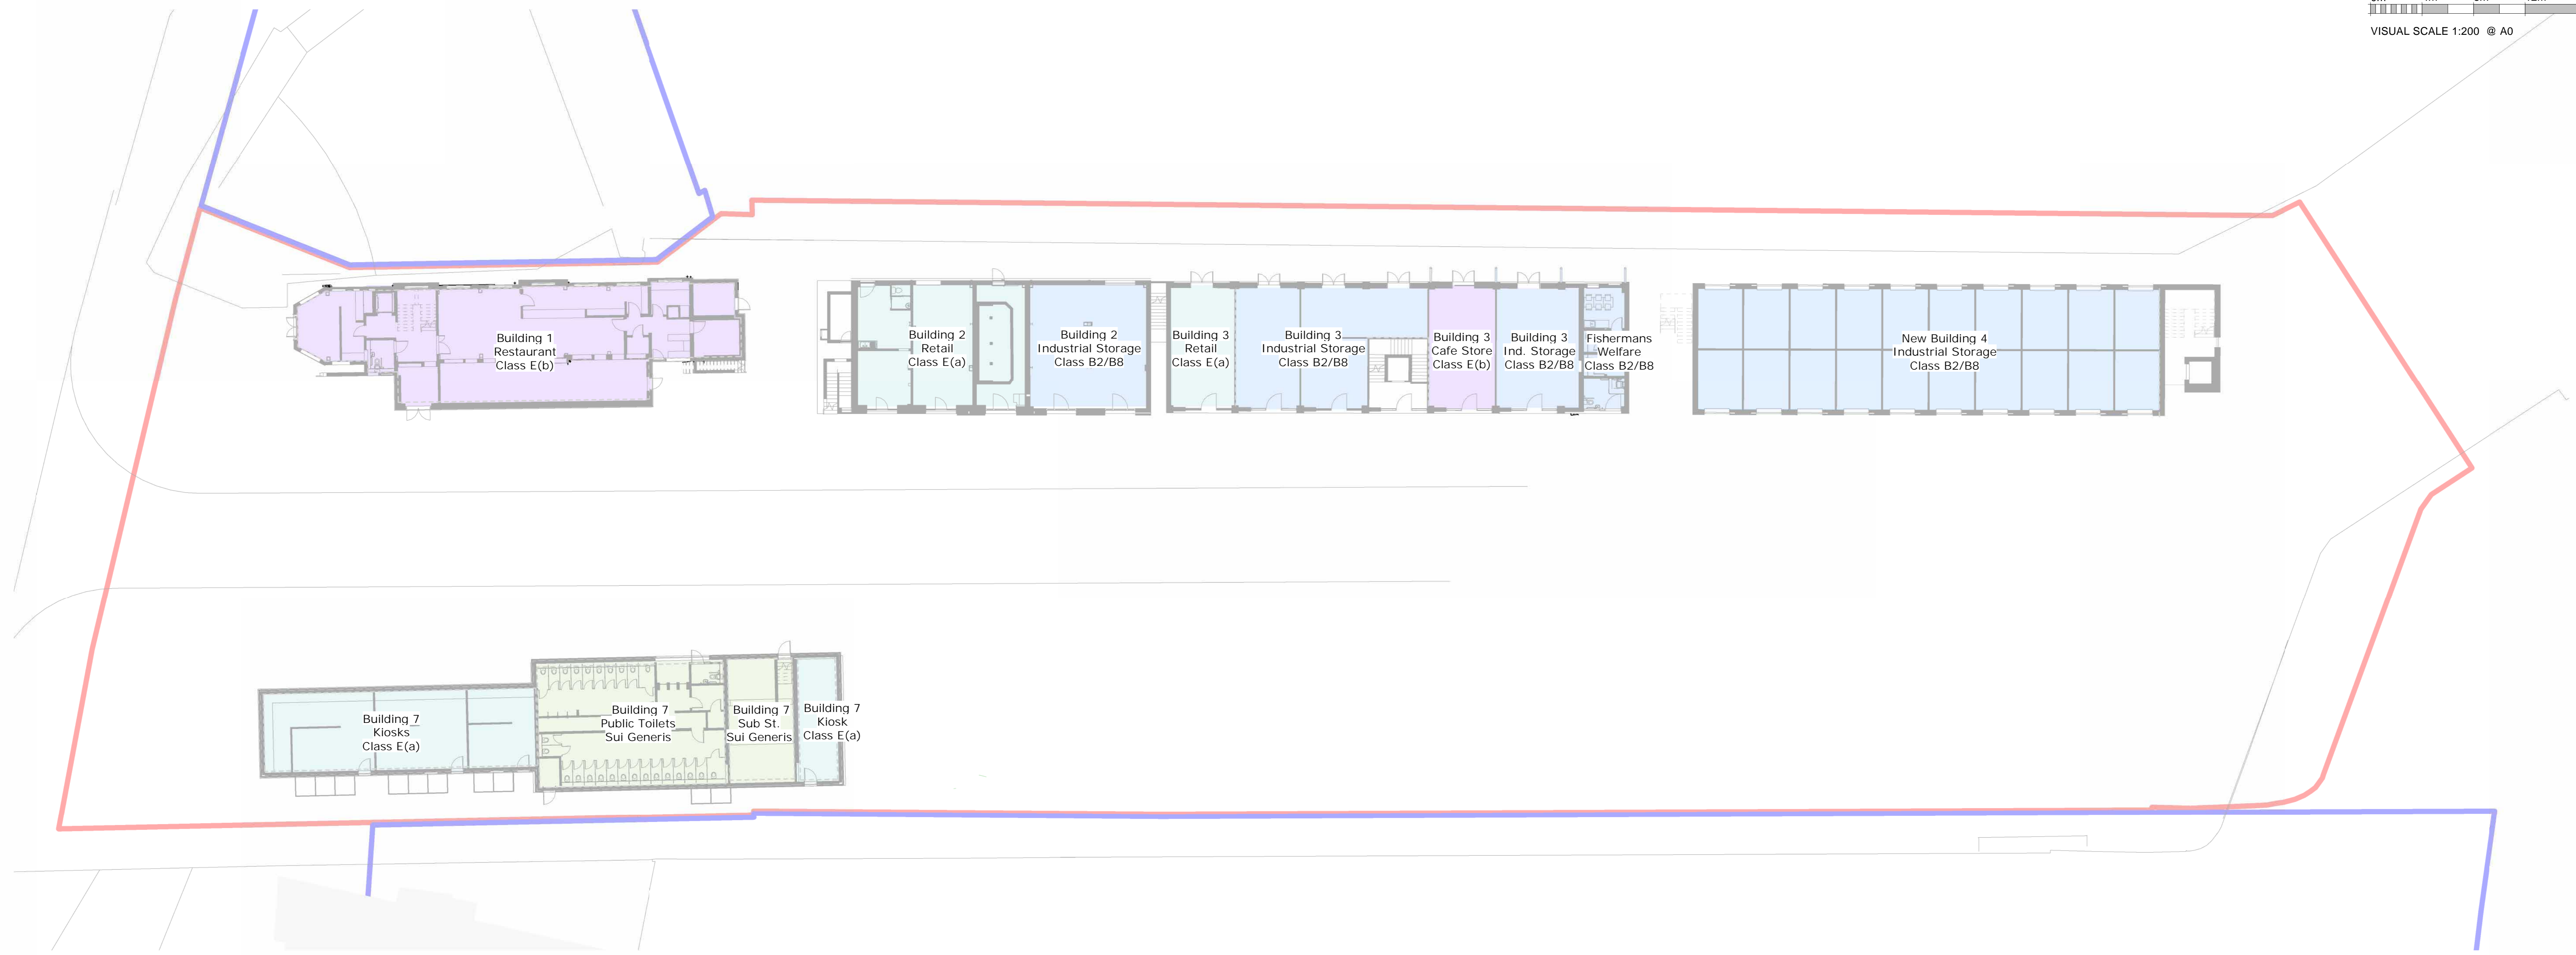 VISUAL SCALE 1:200 @ A0
Building 1
Restaurant
Class E(b)
Building 2
Retail
Class E(a)
Building 2
Industrial Storage
Class B2/B8
Building 3
Retail
Class E(a)
Building 3
Industrial Storage
Class B2/B8
Building 3
Cafe Store
Class E(b)
Building 3
Ind. Storage
Class B2/B8
Fishermans
Welfare
Class B2/B8
New Building 4
Industrial Storage
Class B2/B8
Building 7
Kiosks
Class E(a)
Building 7
Public Toilets
Sui Generis
Building 7
Sub St.
Sui Generis
Building 7
Kiosk
Class E(a)